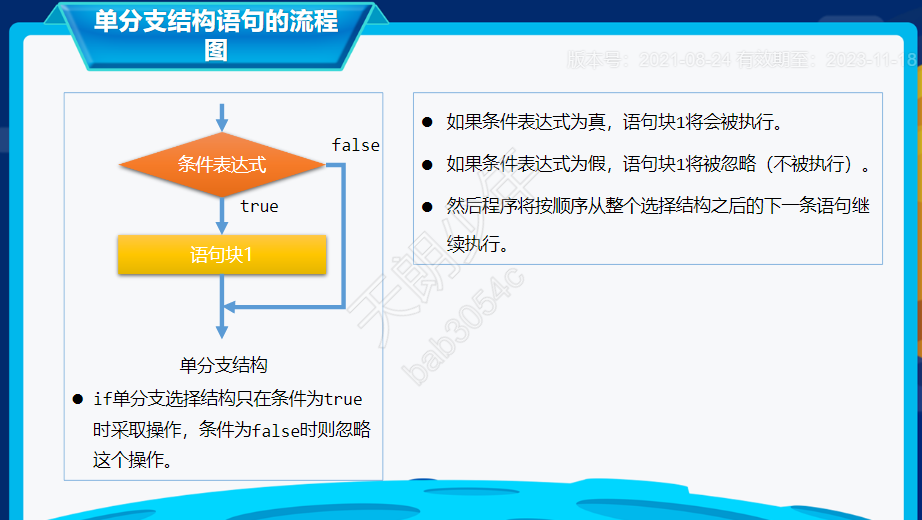 单分支结构语句的流程
图
版本号：2021-08-24 有效期至：2023-11-18
条件表达式
false
true
语句块1
单分支结构
● if单分支选择结构只在条件为true
时采取操作，条件为false时则忽略
这个操作。
● 如果条件表达式为真，语句块1将会被执行。
● 如果条件表达式为假，语句块1将被忽略（不被执行）。
● 然后程序将按顺序从整个选择结构之后的下一条语句继
续执行。
天朗少年
bab3054c